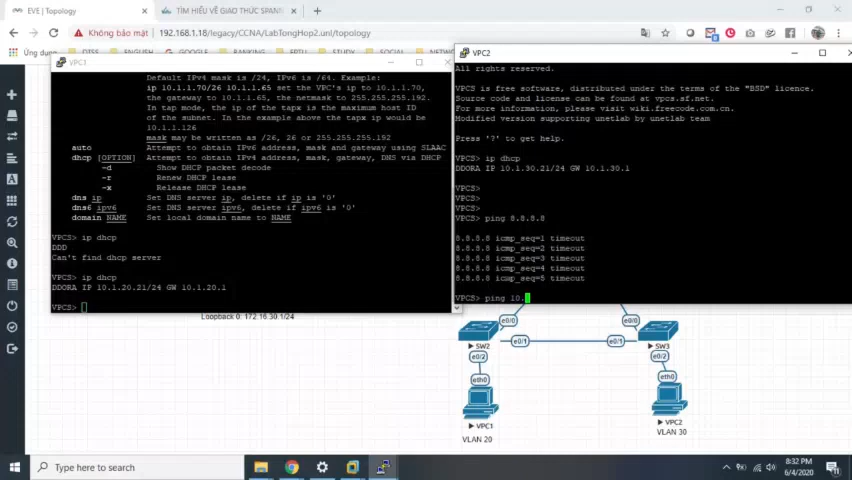 EVE | Topology
TÌM HIỂU VỀ GIAO THỨC SPANN
Không bảo mật
192.168.1.18/legacy/CCNA/LabTongHop2.unl/topology
Ứng dụng
OTSS
ENGLISH
GOOGLE
RANKING
EPTU
STUDY
SOCIAL
NETWO
VPC1
Default IPv4 mask is /24, IPv6 is /64. Example:
ip 10.1.1.70/26 10.1.1.65 set the VPC's ip to 10.1.1.70,
the gateway to 10.1.1.65, the netmask to 255.255.255.192.
In tap mode, the ip of the tapx is the maximum host ID
of the subnet. In the example above the tapx ip would be
10.1.1.126
mask may be written as /26, 26 or 255.255.255.192
auto Attempt to obtain IPv6 address, mask and gateway using SLAAC
dhcp [OPTION] Attempt to obtain IPv4 address, mask, gateway, DNS via DHCP
-d Show DHCP packet decode
-r Renew DHCP lease
-x Release DHCP lease
dns ip Set DNS server ip, delete if ip is '0'
dns6 ipv6 Set DNS server ipv6, delete if ipv6 is '0'
domain NAME Set local domain name to NAME
VPCS> ip dhcp
DDD
Can't find dhcp server
VPCS> ip dhcp
DDORA IP 10.1.20.21/24 GW 10.1.20.1
VPCS>
VPC2
All rights reserved.
VPCS is free software, distributed under the terms of the "BSD" licence.
Source code and license can be found at vpcs.sf.net.
For more information, please visit wiki.freecode.com.cn.
Modified version supporting unetlab by unetlab team
Press '?' to get help.
VPCS> ip dhcp
DDORA IP 10.1.30.21/24 GW 10.1.30.1
VPCS>
VPCS>
VPCS>
VPCS> ping 8.8.8.8
8.8.8.8 icmp_seq=1 timeout
8.8.8.8 icmp_seq=2 timeout
8.8.8.8 icmp_seq=3 timeout
8.8.8.8 icmp_seq=4 timeout
8.8.8.8 icmp_seq=5 timeout
VPCS> ping 10.
Loopback 0: 172.16.30.1/24
e0/0
e0/0
SW2
e0/1
e0/1
SW3
e0/2
e0/2
eth0
eth0
VPC1
VPC2
VLAN 20
VLAN 30
Type here to search
8:32 PM
6/4/2020